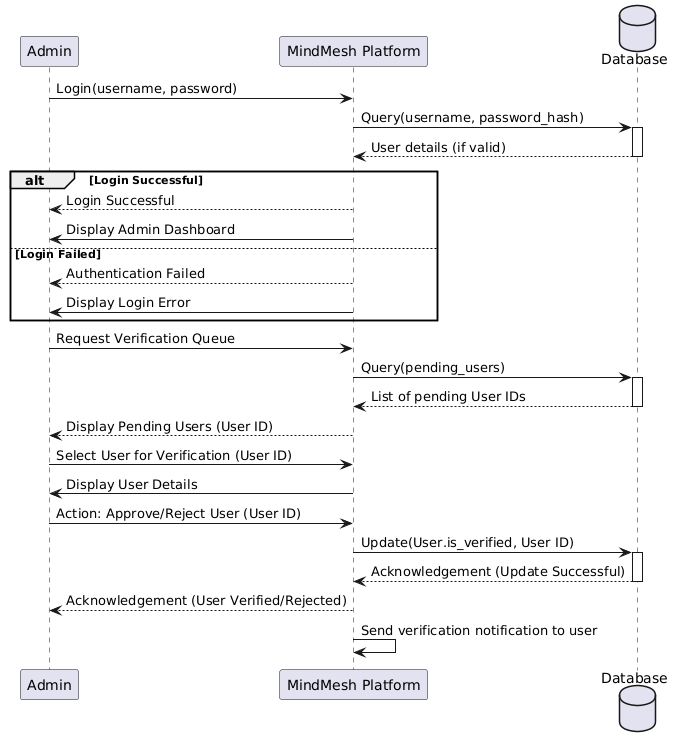 Admin
MindMesh Platform
Database
Login(username, password)
Query(username, password_hash)
User details (if valid)
alt [Login Successful]
Login Successful
Display Admin Dashboard
[Login Failed]
Authentication Failed
Display Login Error
Request Verification Queue
Query(pending_users)
List of pending User IDs
Display Pending Users (User ID)
Select User for Verification (User ID)
Display User Details
Action: Approve/Reject User (User ID)
Update(User.is_verified, User ID)
Acknowledgement (Update Successful)
Acknowledgement (User Verified/Rejected)
Send verification notification to user
Admin
MindMesh Platform
Database